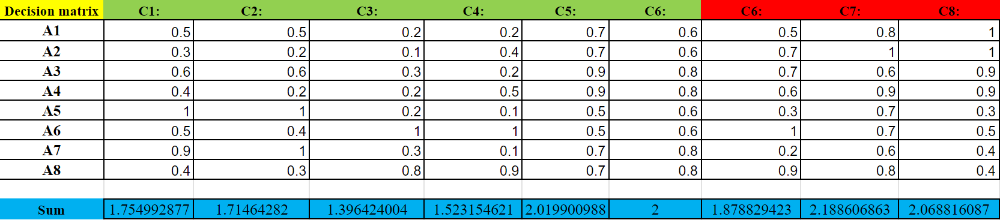 Decision matrix C1: C2: C3: C4: C5: C6: C6: C7: C8:
A1 0.5 0.5 0.2 0.2 0.7 0.6 0.5 0.8 1
A2 0.3 0.2 0.1 0.4 0.7 0.6 0.7 1 1
A3 0.6 0.6 0.3 0.2 0.9 0.8 0.7 0.6 0.9
A4 0.4 0.2 0.2 0.5 0.9 0.8 0.6 0.9 0.9
A5 1 1 0.2 0.1 0.5 0.6 0.3 0.7 0.3
A6 0.5 0.4 1 1 0.5 0.6 1 0.7 0.5
A7 0.9 1 0.3 0.1 0.7 0.8 0.2 0.6 0.4
A8 0.4 0.3 0.8 0.9 0.7 0.8 0.9 0.8 0.4
Sum 1.754992877 1.71464282 1.396424004 1.523154621 2.019900988 2 1.878829423 2.188606863 2.068816087